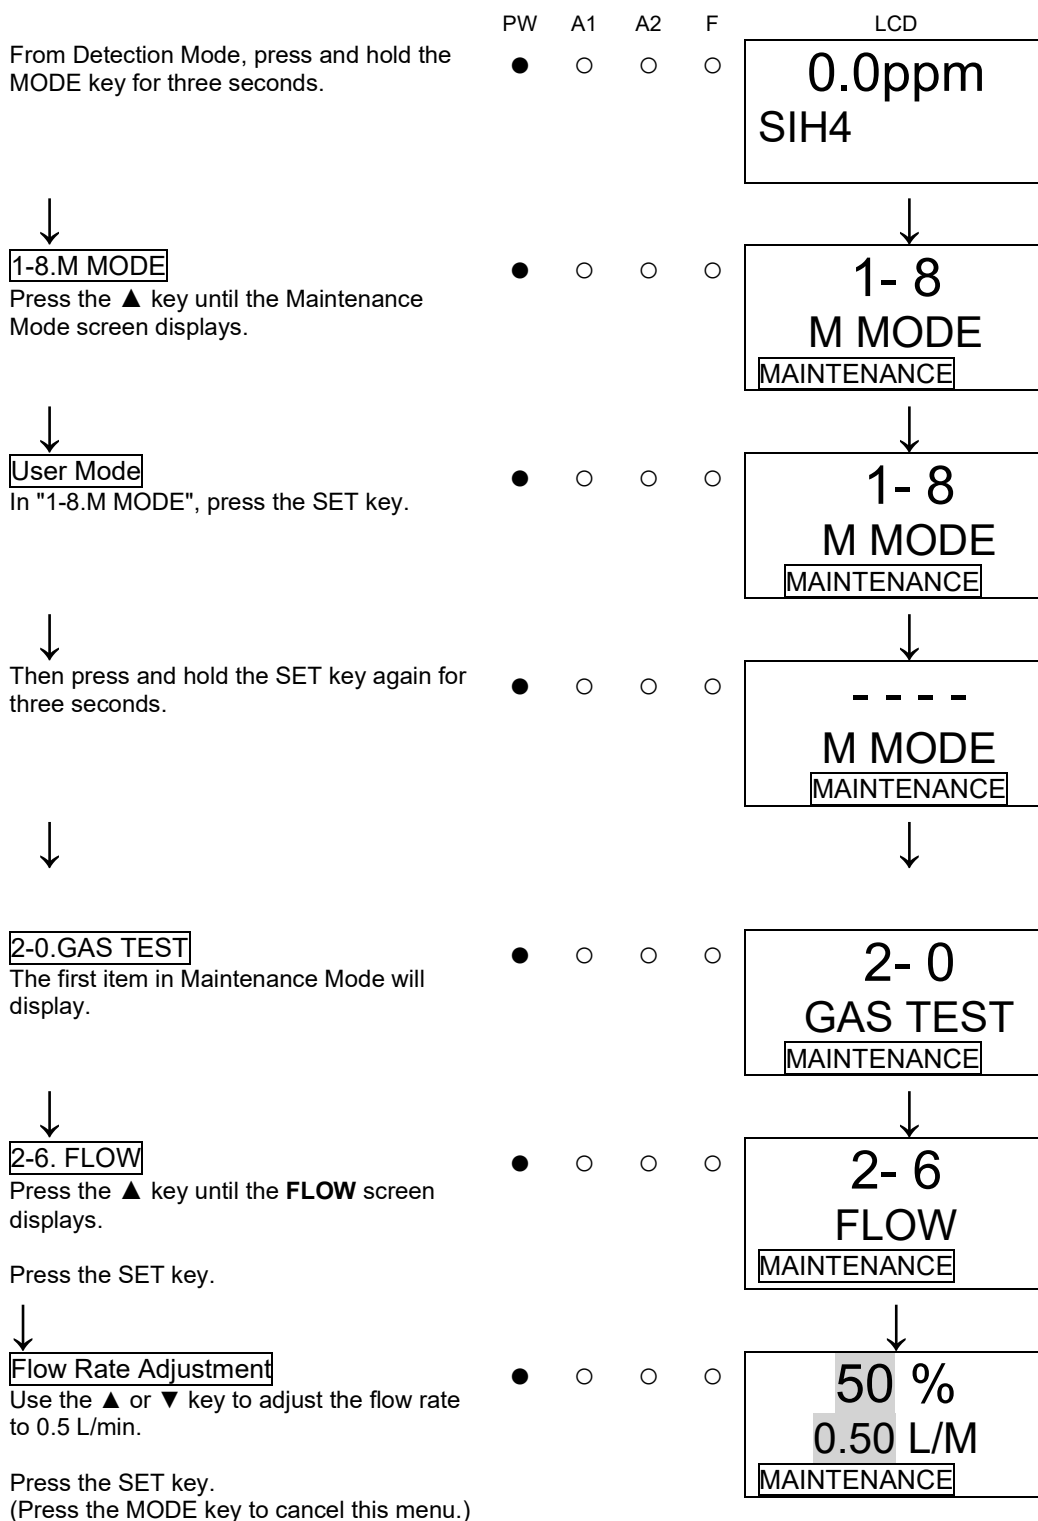 PW A1 A2 F LCD
From Detection Mode, press and hold the
MODE key for three seconds.
● ○ ○ ○
0.0ppm
SIH4
↓ ↓
1-8.M MODE
Press the ▲ key until the Maintenance
Mode screen displays.
● ○ ○ ○
1- 8
M MODE
MAINTENANCE
↓ ↓
User Mode
In "1-8.M MODE", press the SET key.
● ○ ○ ○
1- 8
M MODE
MAINTENANCE
↓ ↓
Then press and hold the SET key again for
three seconds.
● ○ ○ ○
- - - -
M MODE
MAINTENANCE
↓ ↓
2-0.GAS TEST
The first item in Maintenance Mode will
display.
● ○ ○ ○
2- 0
GAS TEST
MAINTENANCE
↓ ↓
2-6. FLOW
Press the ▲ key until the FLOW screen
displays.
Press the SET key.
● ○ ○ ○
2- 6
FLOW
MAINTENANCE
↓ ↓
Flow Rate Adjustment
Use the ▲ or ▼ key to adjust the flow rate
to 0.5 L/min.
Press the SET key.
(Press the MODE key to cancel this menu.)
● ○ ○ ○
50 %
0.50 L/M
MAINTENANCE